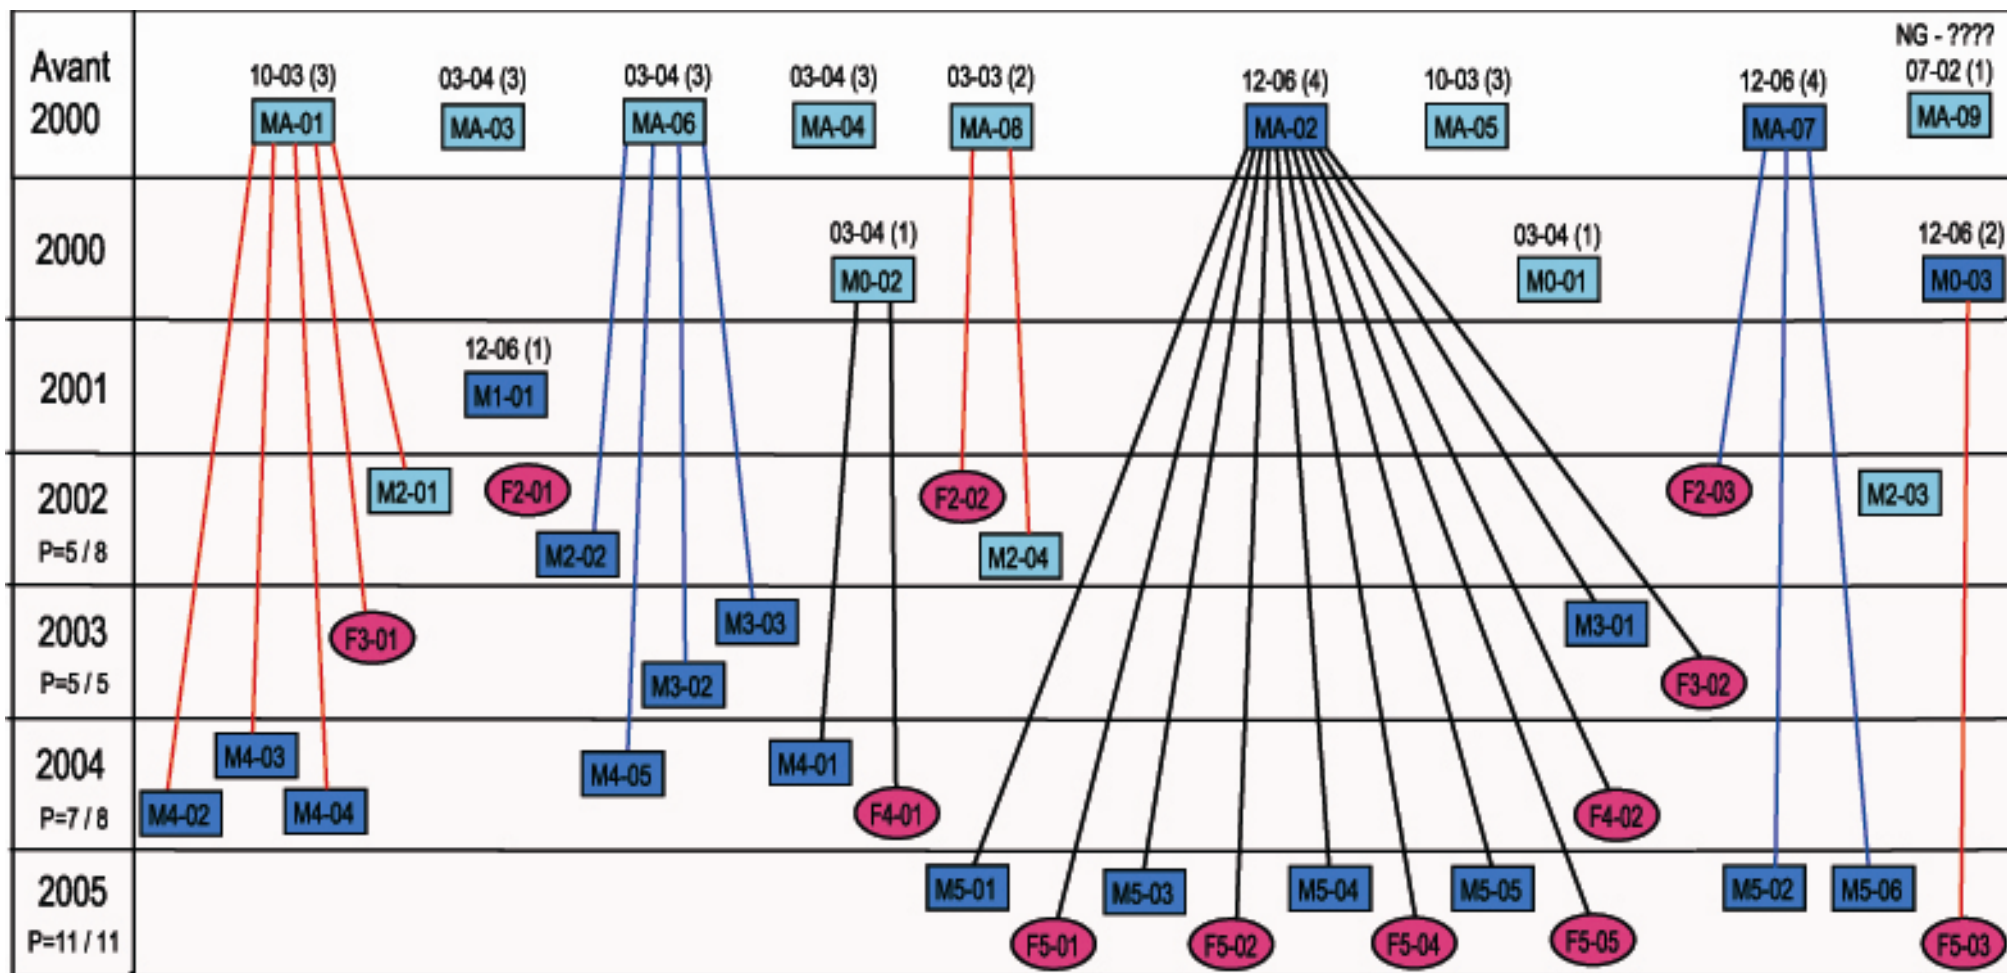 Avant
2000
10-03 (3)
MA-01
03-04 (3)
MA-03
03-04 (3)
MA-06
03-04 (3)
MA-04
03-03 (2)
MA-08
12-06 (4)
MA-02
10-03 (3)
MA-05
12-06 (4)
MA-07
NG - ????
07-02 (1)
MA-09
2000
03-04 (1)
M0-02
03-04 (1)
M0-01
12-06 (2)
M0-03
2001
12-06 (1)
M1-01
2002
P=5 / 8
M2-01
F2-01
M2-02
F2-02
M2-04
F2-03
M2-03
2003
P=5 / 5
F3-01
M3-02
M3-03
M3-01
F3-02
2004
P=7 / 8
M4-02
M4-03
M4-04
M4-05
M4-01
F4-01
F4-02
2005
P=11 / 11
M5-01
F5-01
M5-03
F5-02
M5-04
F5-04
M5-05
F5-05
M5-02
M5-06
F5-03